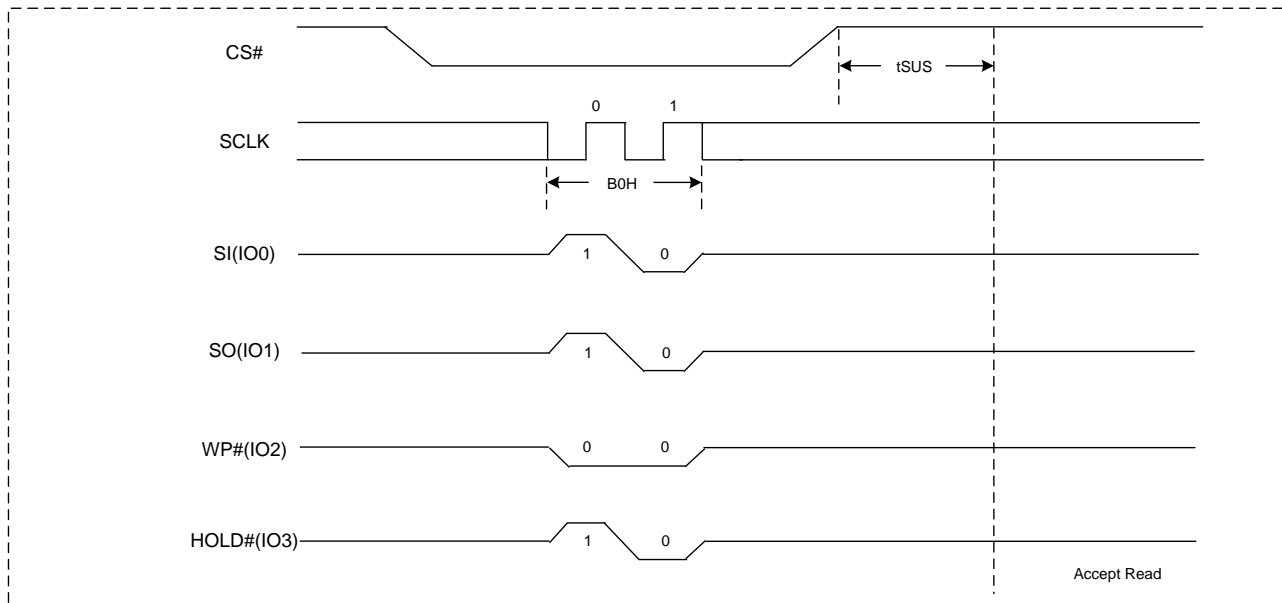 CS#
tSUS
0 1
SCLK
B0H
SI(IO0)
1 0
SO(IO1)
1 0
WP#(IO2)
0 0
HOLD#(IO3)
1 0
Accept Read